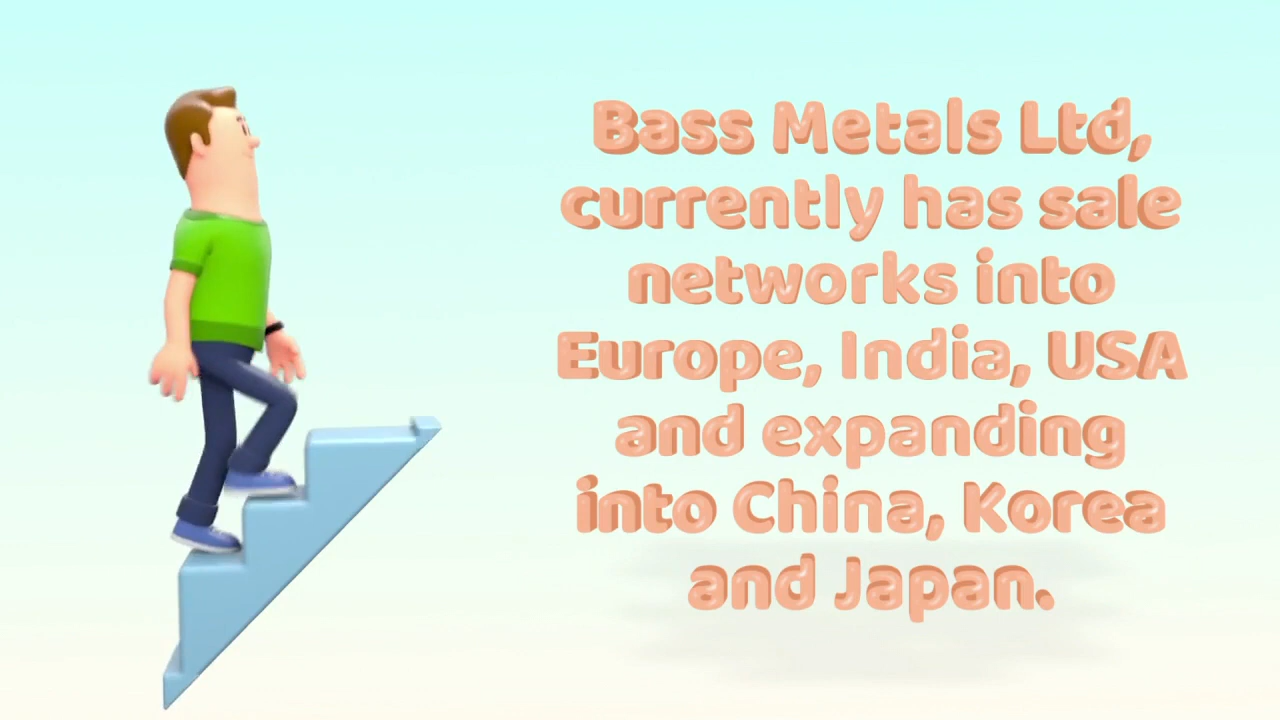 Bass Metals Ltd,
currently has sale
networks into
Europe, India, USA
and expanding
into China, Korea
and Japan.